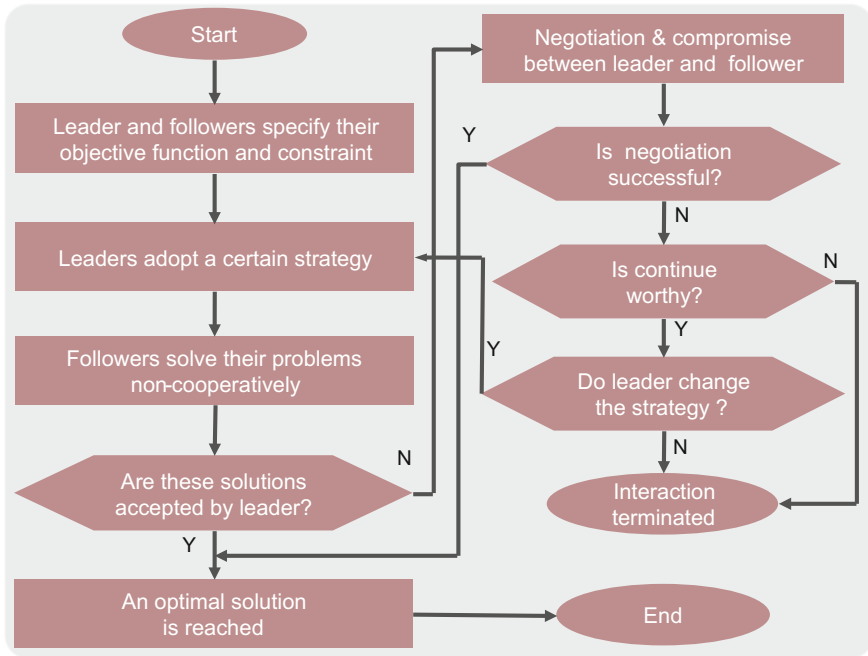 Start
Leader and followers specify their
objective function and constraint
Leaders adopt a certain strategy
Followers solve their problems
non-cooperatively
Are these solutions
accepted by leader?
N
Y
An optimal solution
is reached
End
Negotiation & compromise
between leader and follower
Y
Is negotiation
successful?
N
Is continue
worthy?
N
Y
Y
Do leader change
the strategy ?
N
Interaction
terminated